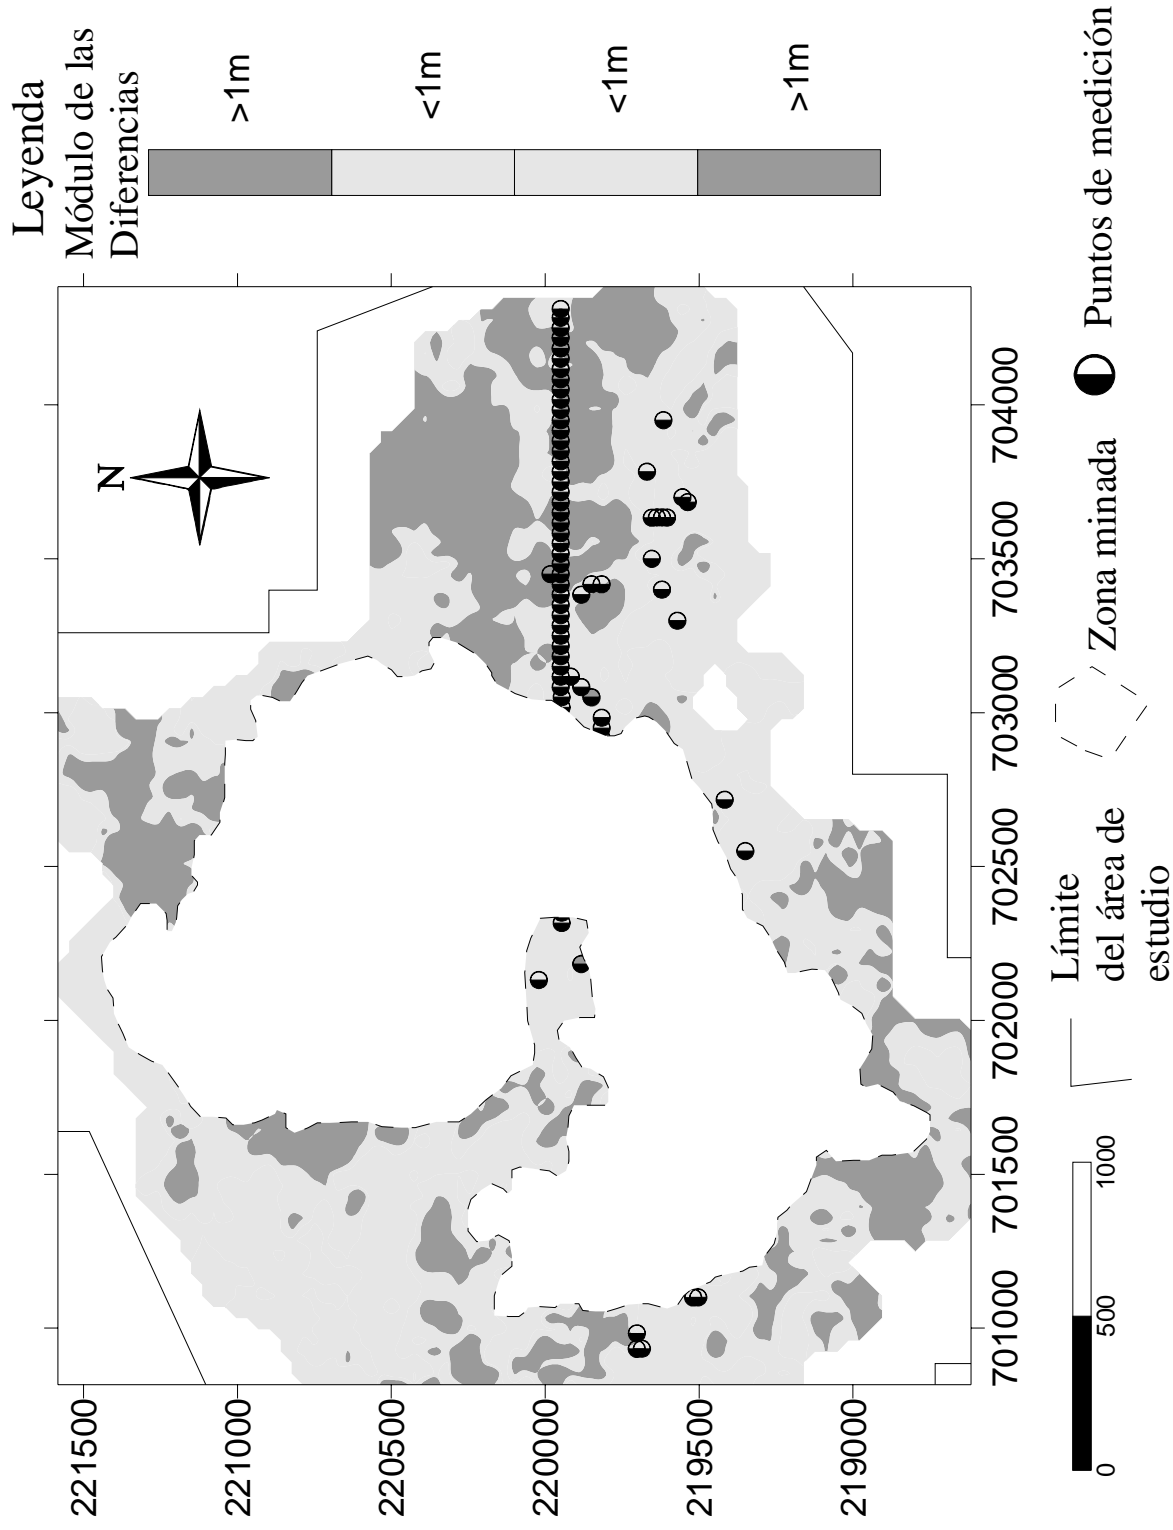 Leyenda
Módulo de las
Diferencias
>1m
<1m
<1m
>1m
N
221500
221000
220500
220000
219500
219000
701000
701500
702000
702500
703000
703500
704000
0
500
1000
Límite
del área de
estudio
Zona minada
Puntos de medición